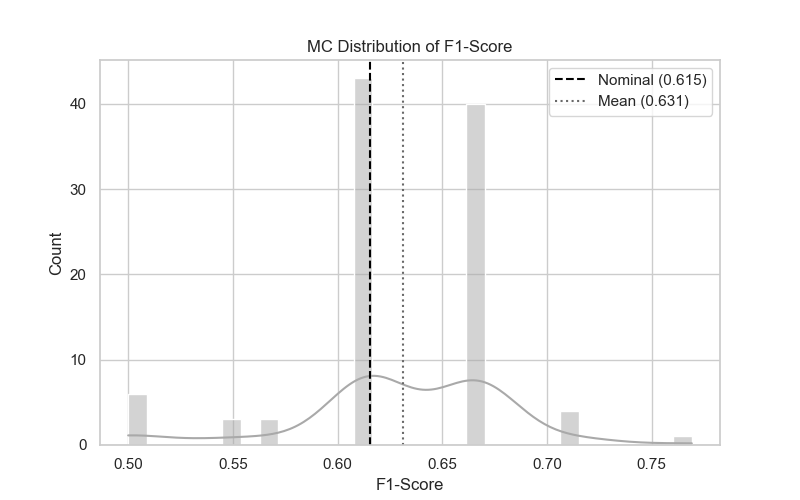 MC Distribution of F1-Score
Nominal (0.615)
Mean (0.631)
Count
40
30
20
10
0
0.50 0.55 0.60 0.65 0.70 0.75
F1-Score